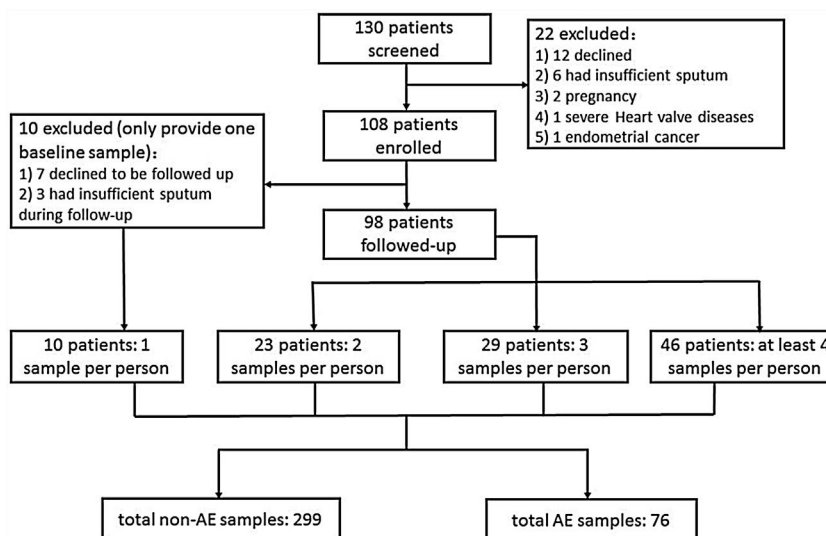 130 patients
screened
22 excluded：
1) 12 declined
2) 6 had insufficient sputum
3) 2 pregnancy
4) 1 severe Heart valve diseases
5) 1 endometrial cancer
10 excluded (only provide one
baseline sample)：
1) 7 declined to be followed up
2) 3 had insufficient sputum
during follow-up
108 patients
enrolled
98 patients
followed-up
10 patients: 1
sample per person
23 patients: 2
samples per person
29 patients: 3
samples per person
46 patients: at least 4
samples per person
total non-AE samples: 299
total AE samples: 76